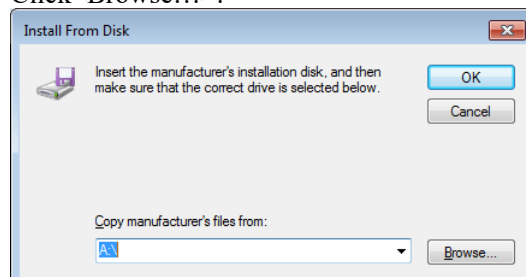 Click "Browse..." .
Install From Disk
Insert the manufacturer's installation disk, and then
make sure that the correct drive is selected below.
OK
Cancel
Copy manufacturer's files from:
A:\
Browse...